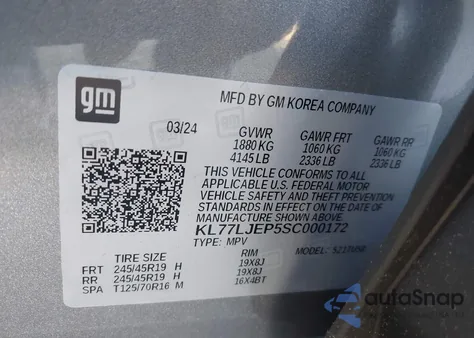 gm
MFD BY GM KOREA COMPANY
03/24 GVWR GAWR FRT GAWR RR
1880 KG 1060 KG 1060 KG
4145 LB 2336 LB 2336 LB
THIS VEHICLE CONFORMS TO ALL
APPLICABLE U.S. FEDERAL MOTOR
VEHICLE SAFETY AND THEFT PREVENTION
STANDARDS IN EFFECT ON THE DATE OF
MANUFACTURE SHOWN ABOVE.
KL77LJEP5SC000172
TYPE: MPV MODEL:
TIRE SIZE RIM
FRT 245/45R19 H 19X8J
RR 245/45R19 H 19X8J
SPA T125/70R16 M 16X4BT
autoSnap